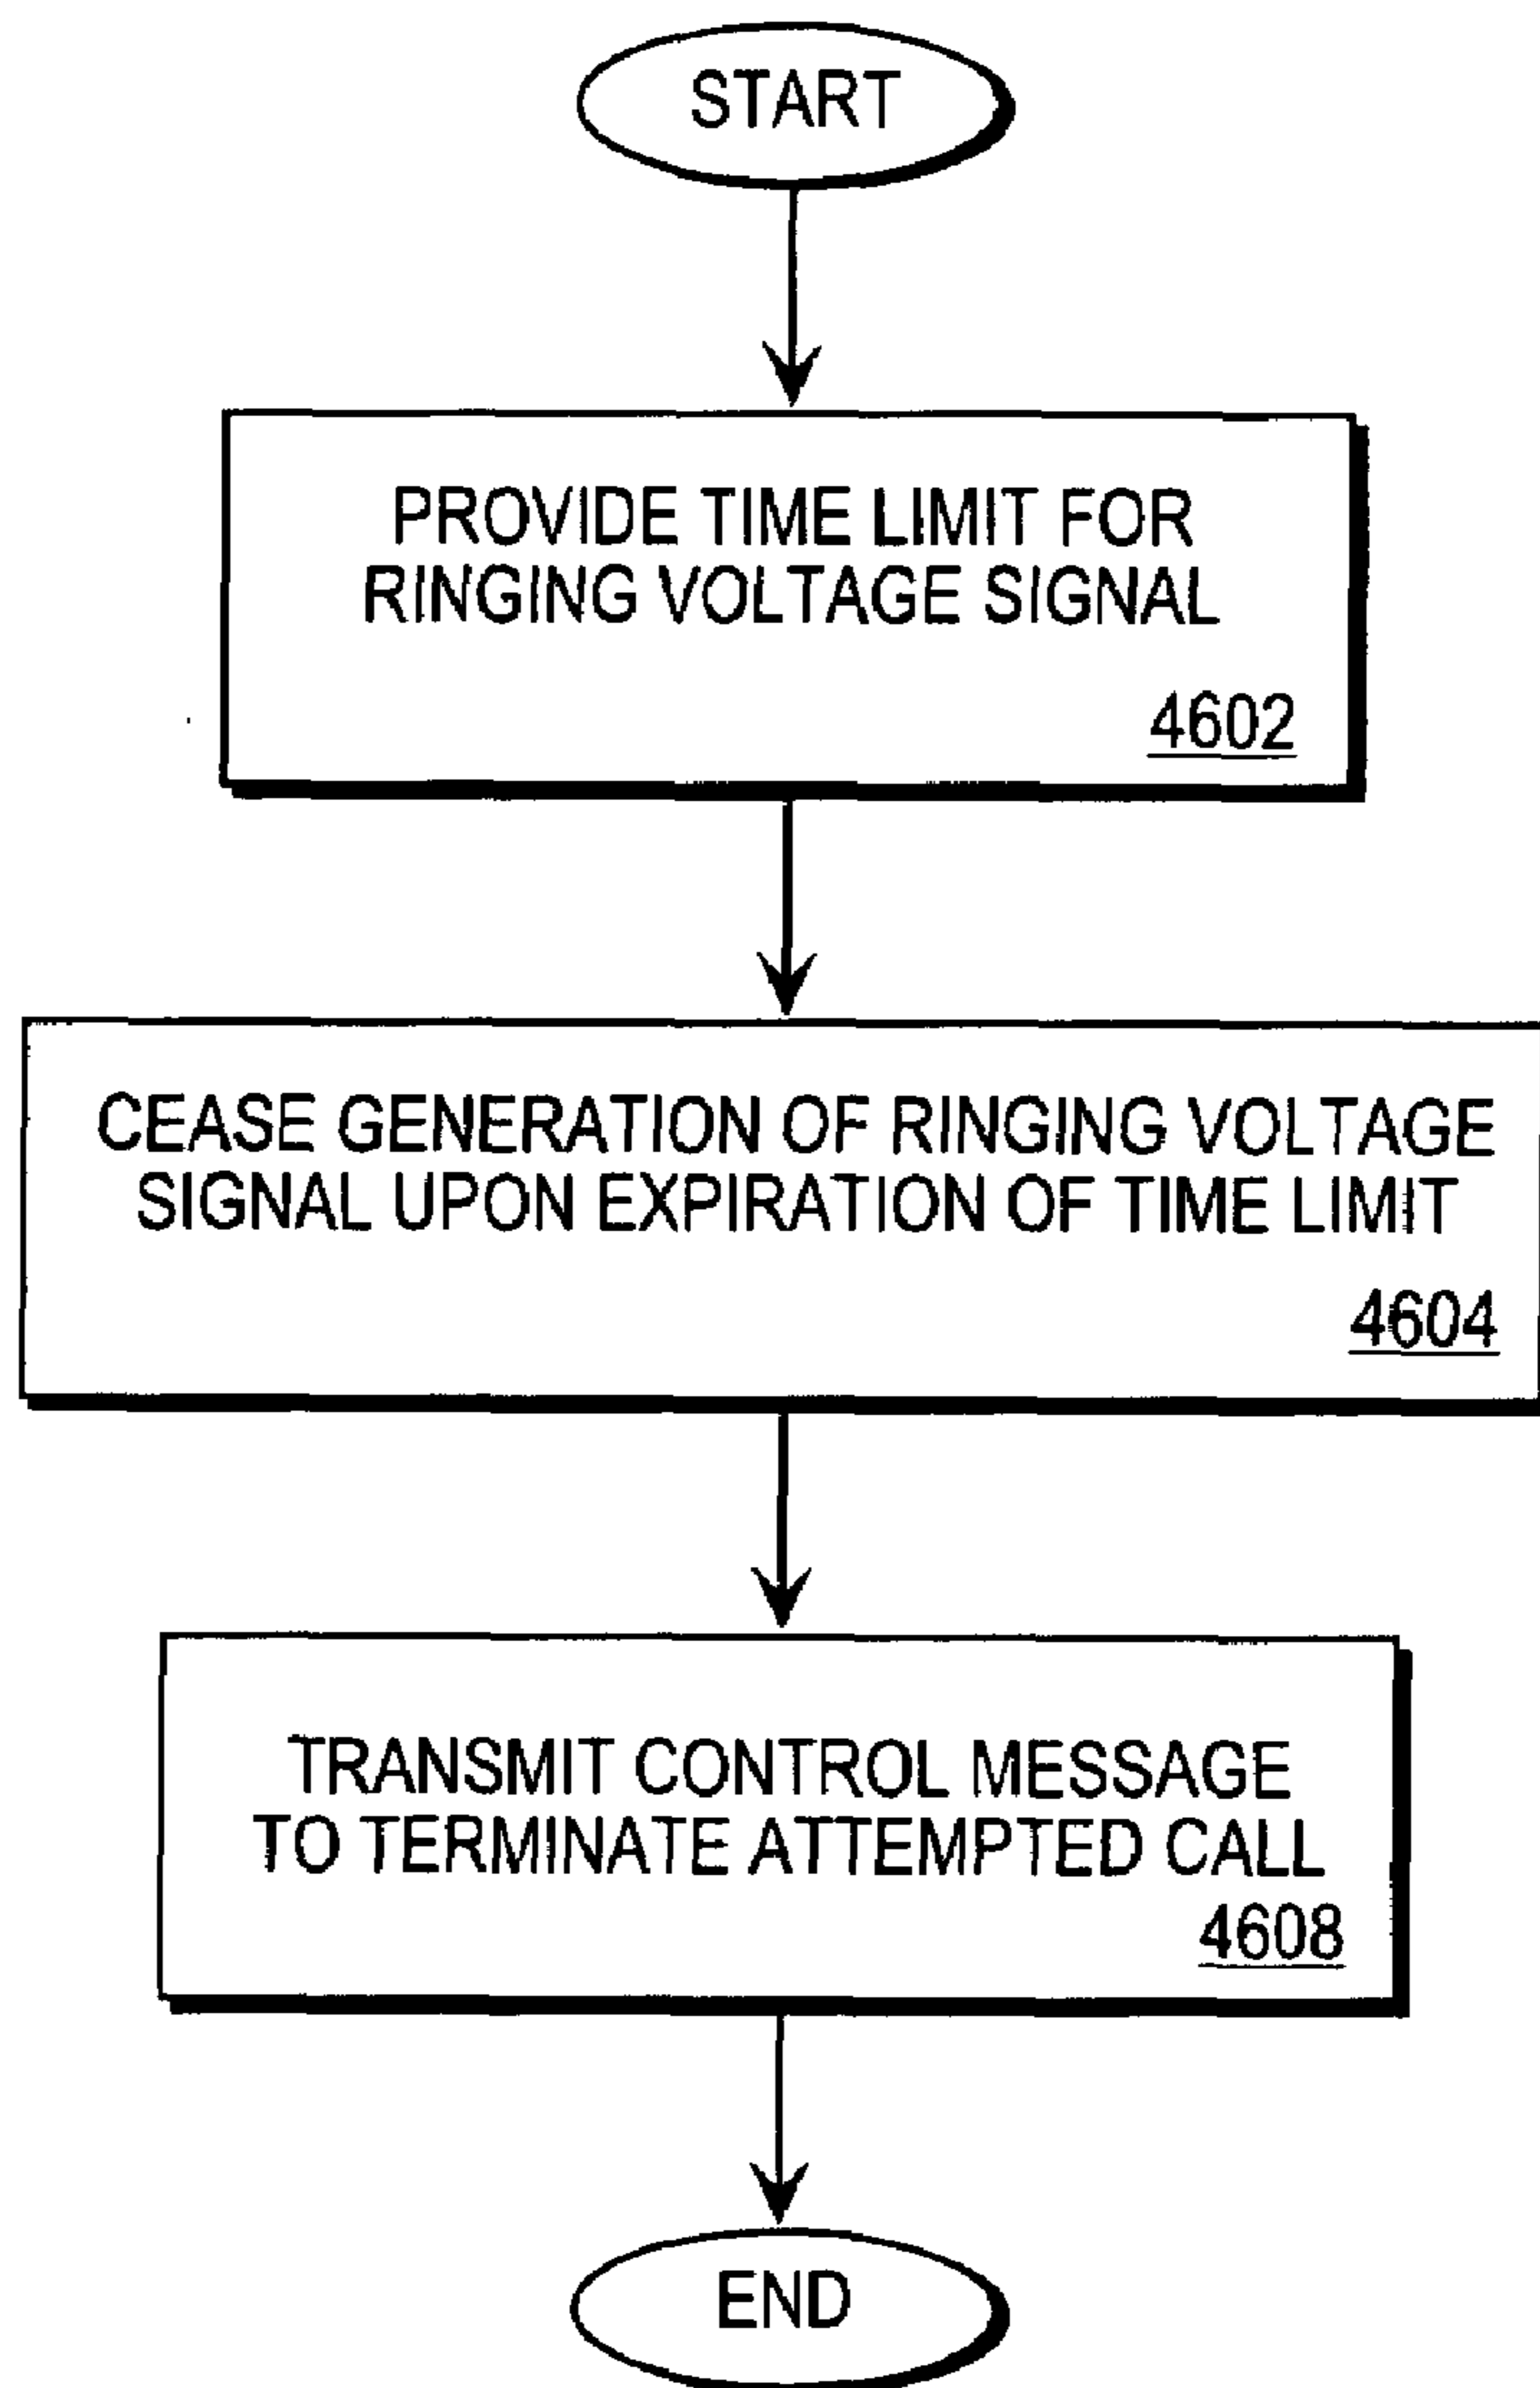 START
PROVIDE TIME LIMIT FOR
RINGING VOLTAGE SIGNAL
4602
CEASE GENERATION OF RINGING VOLTAGE
SIGNAL UPON EXPIRATION OF TIME LIMIT
4604
TRANSMIT CONTROL MESSAGE
TO TERMINATE ATTEMPTED CALL
4608
END